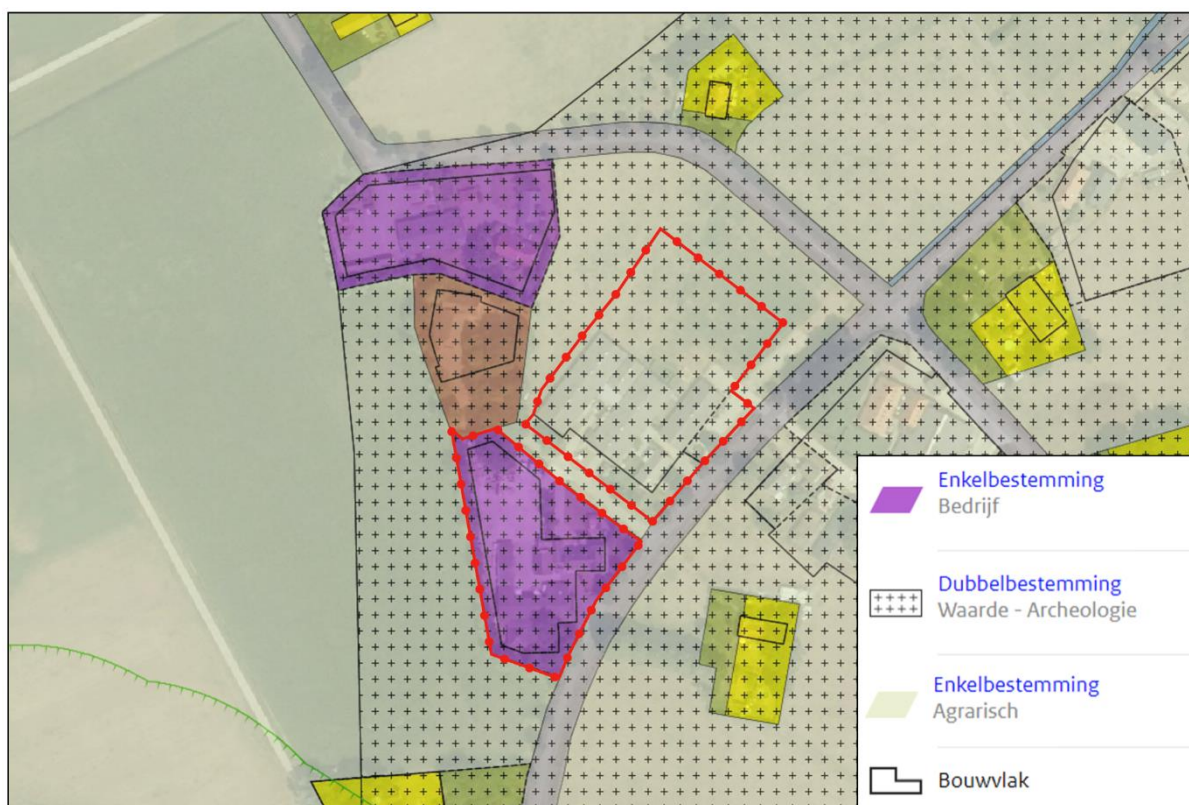 Enkelbestemming
Bedrijf
Dubbelbestemming
Waarde - Archeologie
Enkelbestemming
Agrarisch
Bouwvlak